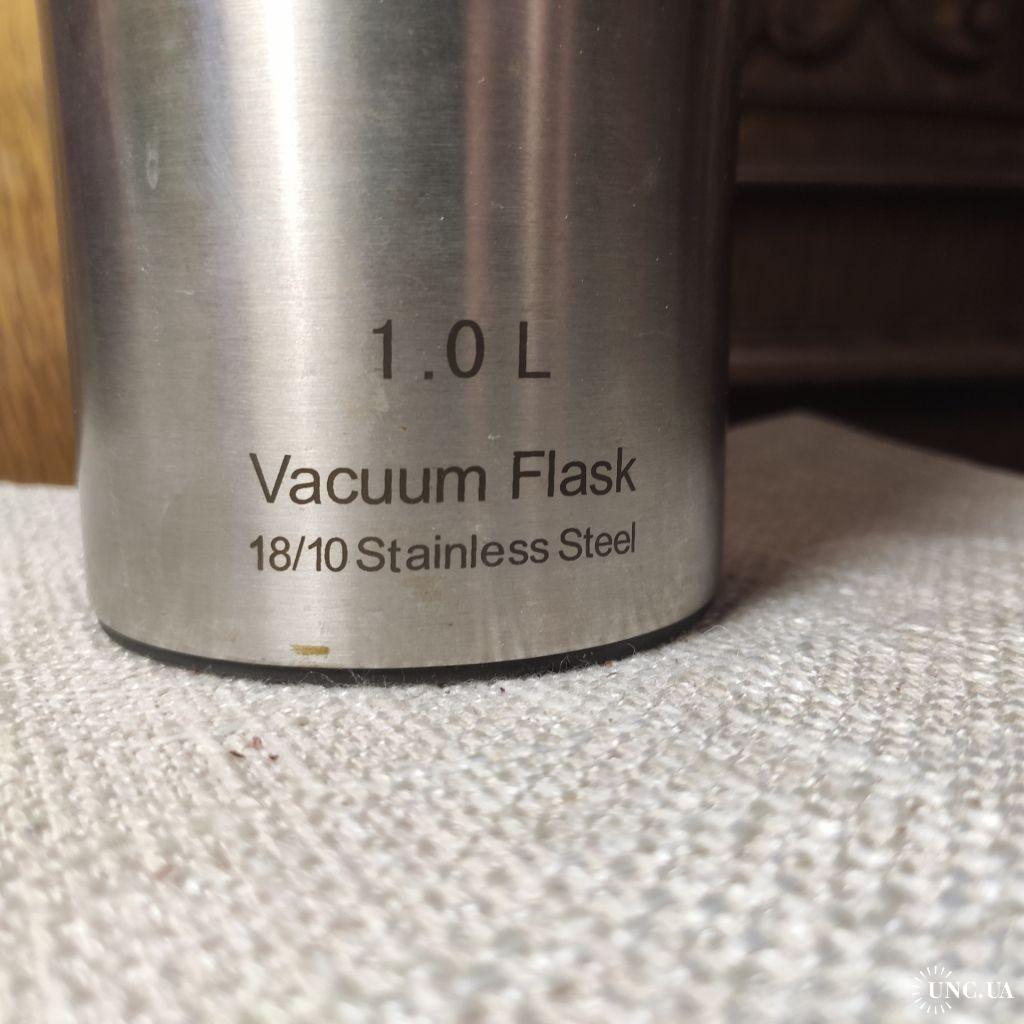 1.0 L
Vacuum Flask
18/10 Stainless Steel
UNC.UA